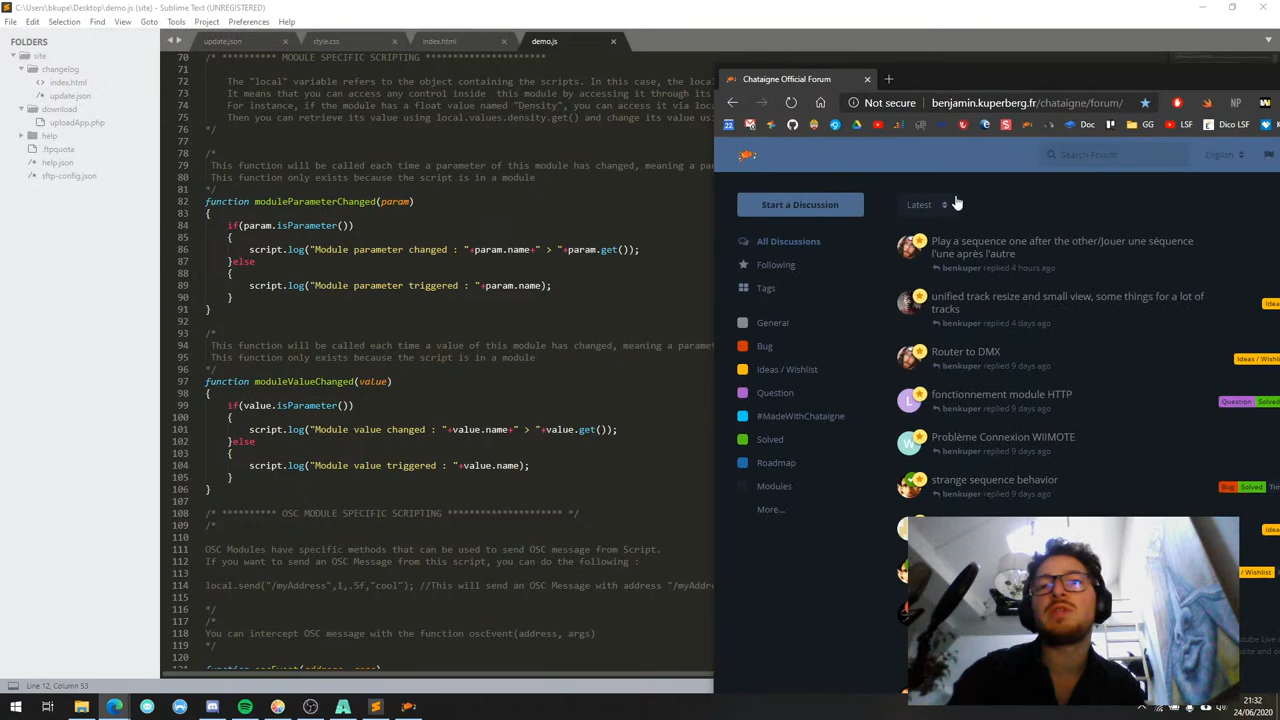 C:\Users\bkupe\Desktop\demo.js (site) - Sublime Text (UNREGISTERED)
File Edit Selection Find View Goto Tools Project Preferences Help
FOLDERS
site
changelog
index.html
update.json
download
uploadApp.php
help
.ftpquota
help.json
sftp-config.json
update.json
style.css
index.html
demo.js
70 /* ********** MODULE SPECIFIC SCRIPTING *********************
71
72 The "local" variable refers to the object containing the scripts. In this case, the local
73 It means that you can access any control inside this module by accessing it through its
74 For instance, if the module has a float value named "Density", you can access it via local
75 Then you can retrieve its value using local.values.density.get() and change its value using
76 */
77
78 /*
79 This function will be called each time a parameter of this module has changed, meaning a param
80 This function only exists because the script is in a module
81 */
82 function moduleParameterChanged(param)
83 {
84 if(param.isParameter())
85 {
86 script.log("Module parameter changed : "+param.name+" > "+param.get());
87 }else
88 {
89 script.log("Module parameter triggered : "+param.name);
90 }
91 }
92
93 /*
94 This function will be called each time a value of this module has changed, meaning a paramet
95 This function only exists because the script is in a module
96 */
97 function moduleValueChanged(value)
98 {
99 if(value.isParameter())
100 {
101 script.log("Module value changed : "+value.name+" > "+value.get());
102 }else
103 {
104 script.log("Module value triggered : "+value.name);
105 }
106 }
107
108 /* ********** OSC MODULE SPECIFIC SCRIPTING ********************* */
109 /*
110
111 OSC Modules have specific methods that can be used to send OSC message from Script.
112 If you want to send an OSC Message from this script, you can do the following :
113
114 local.send("/myAddress",1,.5f,"cool"); //This will send an OSC Message with address "/myAddr
115
116 */
117 /*
118 You can intercept OSC message with the function oscEvent(address, args)
119 */
120
Line 12, Column 53
Chataigne Official Forum
Not secure benjamin.kuperberg.fr/chataigne/forum/
Doc GG LSF Dico LSF
Search Forum English
Start a Discussion
Latest
All Discussions
Following
Tags
General
Bug
Ideas / Wishlist
Question
#MadeWithChataigne
Solved
Roadmap
Modules
More...
Play a sequence one after the other/Jouer une séquence
l'une après l'autre
benkuper replied 4 hours ago
unified track resize and small view, some things for a lot of
tracks
benkuper replied 4 days ago
Idea
Router to DMX
benkuper replied 9 days ago
Ideas / Wishli
fonctionnement module HTTP
benkuper replied 9 days ago
Question Solved
Problème Connexion WIIMOTE
benkuper replied 9 days ago
strange sequence behavior
benkuper replied 9 days ago
Bug Solved Tim
21:32
24/06/2020